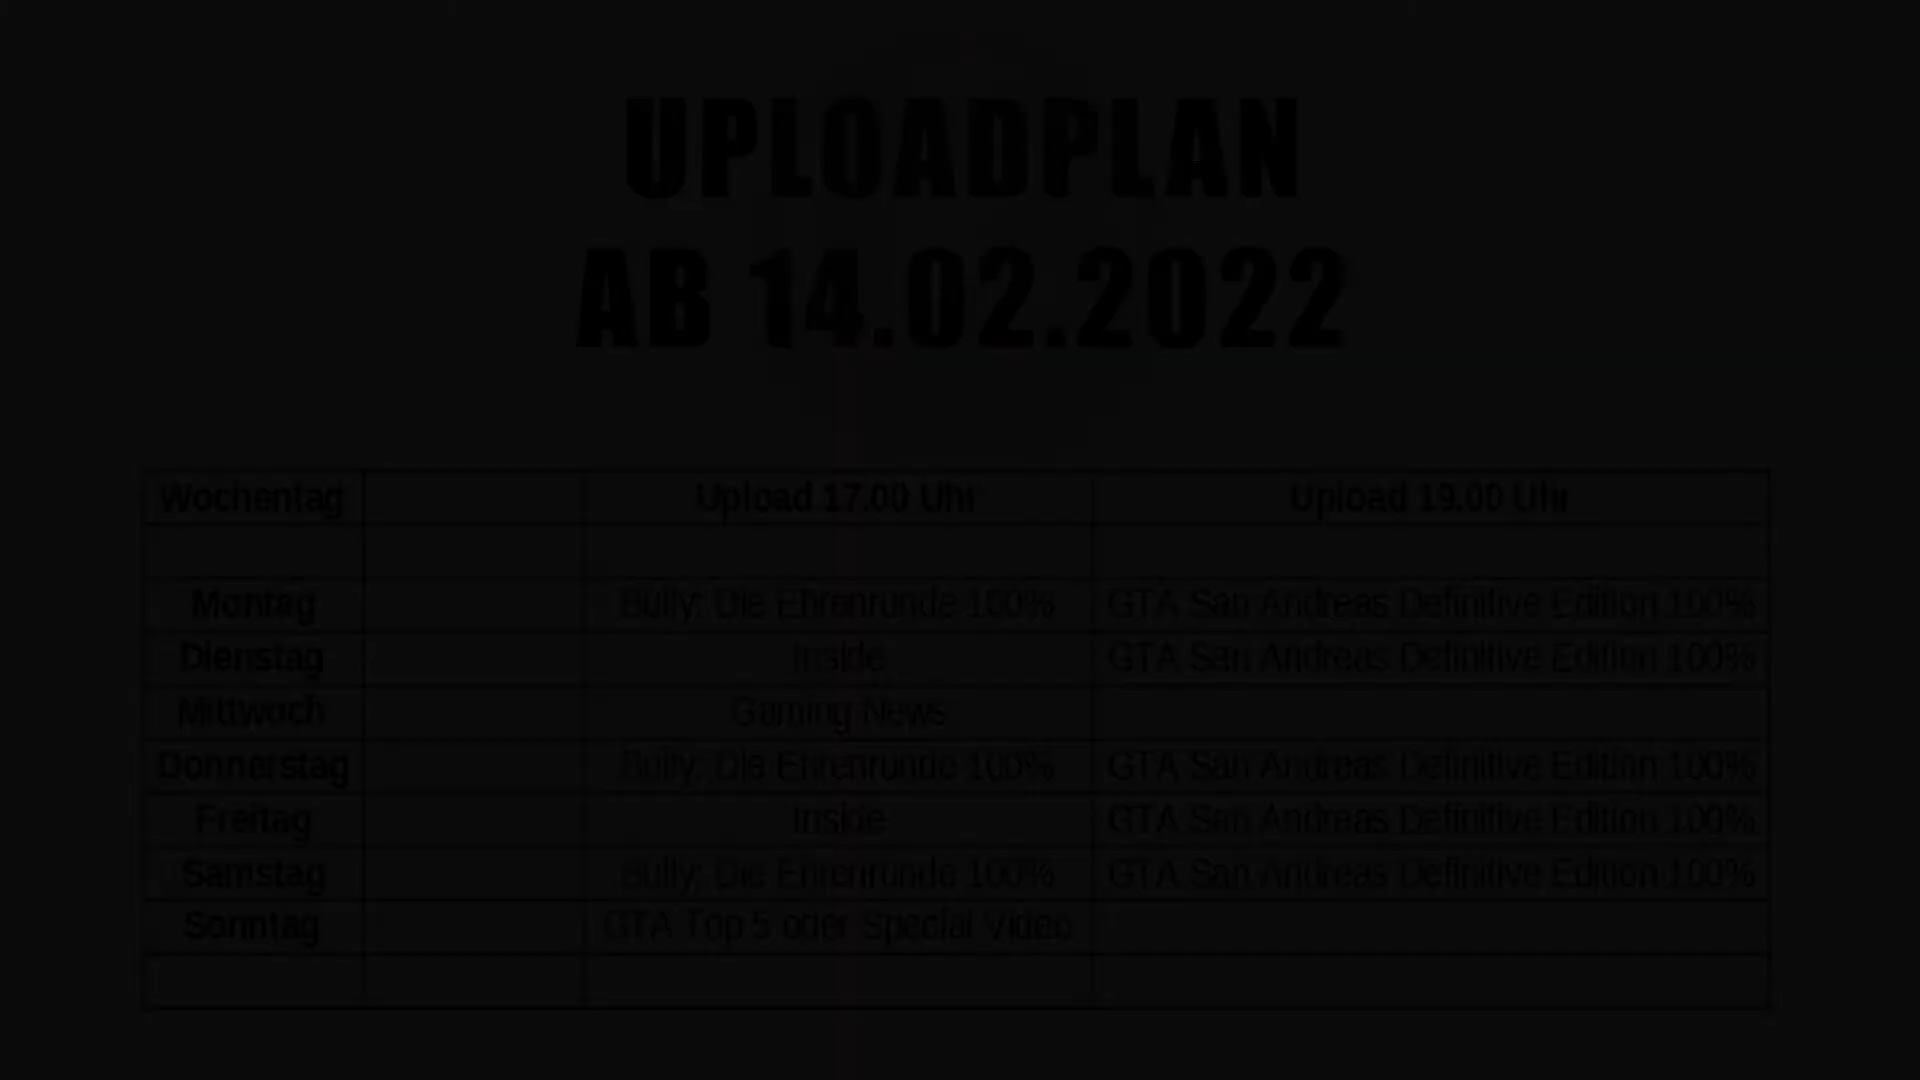 UPLOADPLAN
AB 14.02.2022
Wochentag Upload 17.00 Uhr Upload 19.00 Uhr
Montag Bully: Die Ehrenrunde 100% GTA San Andreas Definitive Edition 100%
Dienstag Inside GTA San Andreas Definitive Edition 100%
Mittwoch Gaming News
Donnerstag Bully: Die Ehrenrunde 100% GTA San Andreas Definitive Edition 100%
Freitag Inside GTA San Andreas Definitive Edition 100%
Samstag Bully: Die Ehrenrunde 100% GTA San Andreas Definitive Edition 100%
Sonntag GTA Top 5 oder Special Video